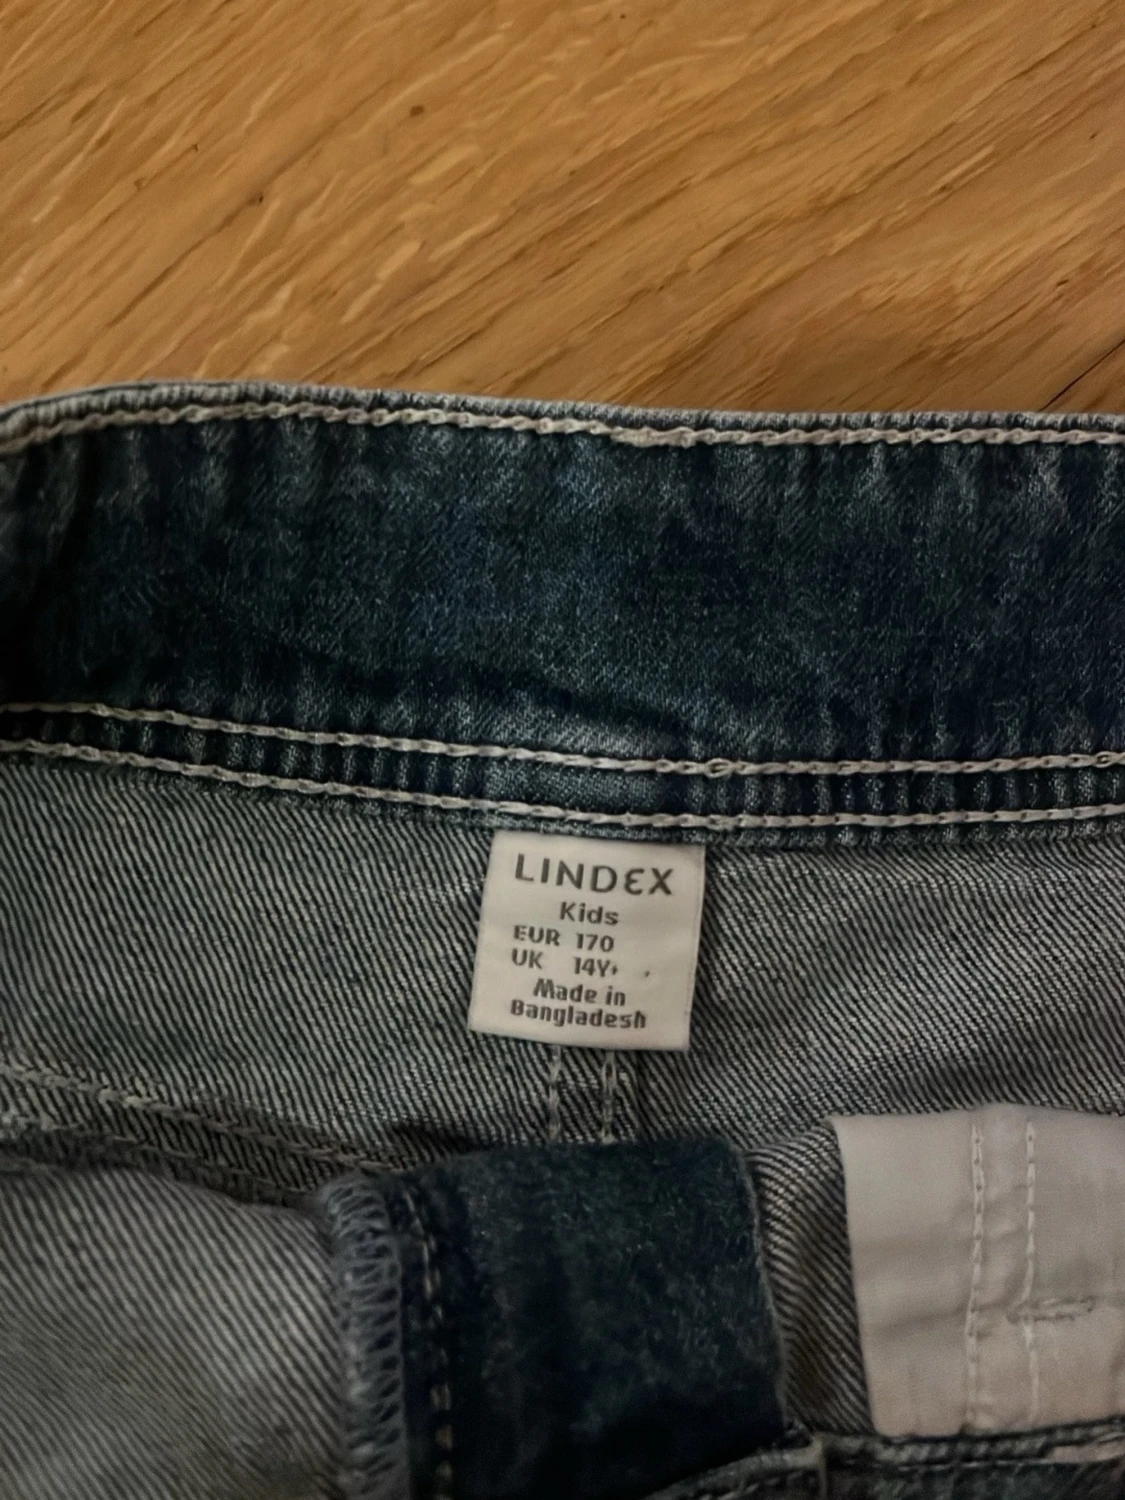 LINDEX
Kids
EUR 170
UK 14Y+
Made in
Bangladesh